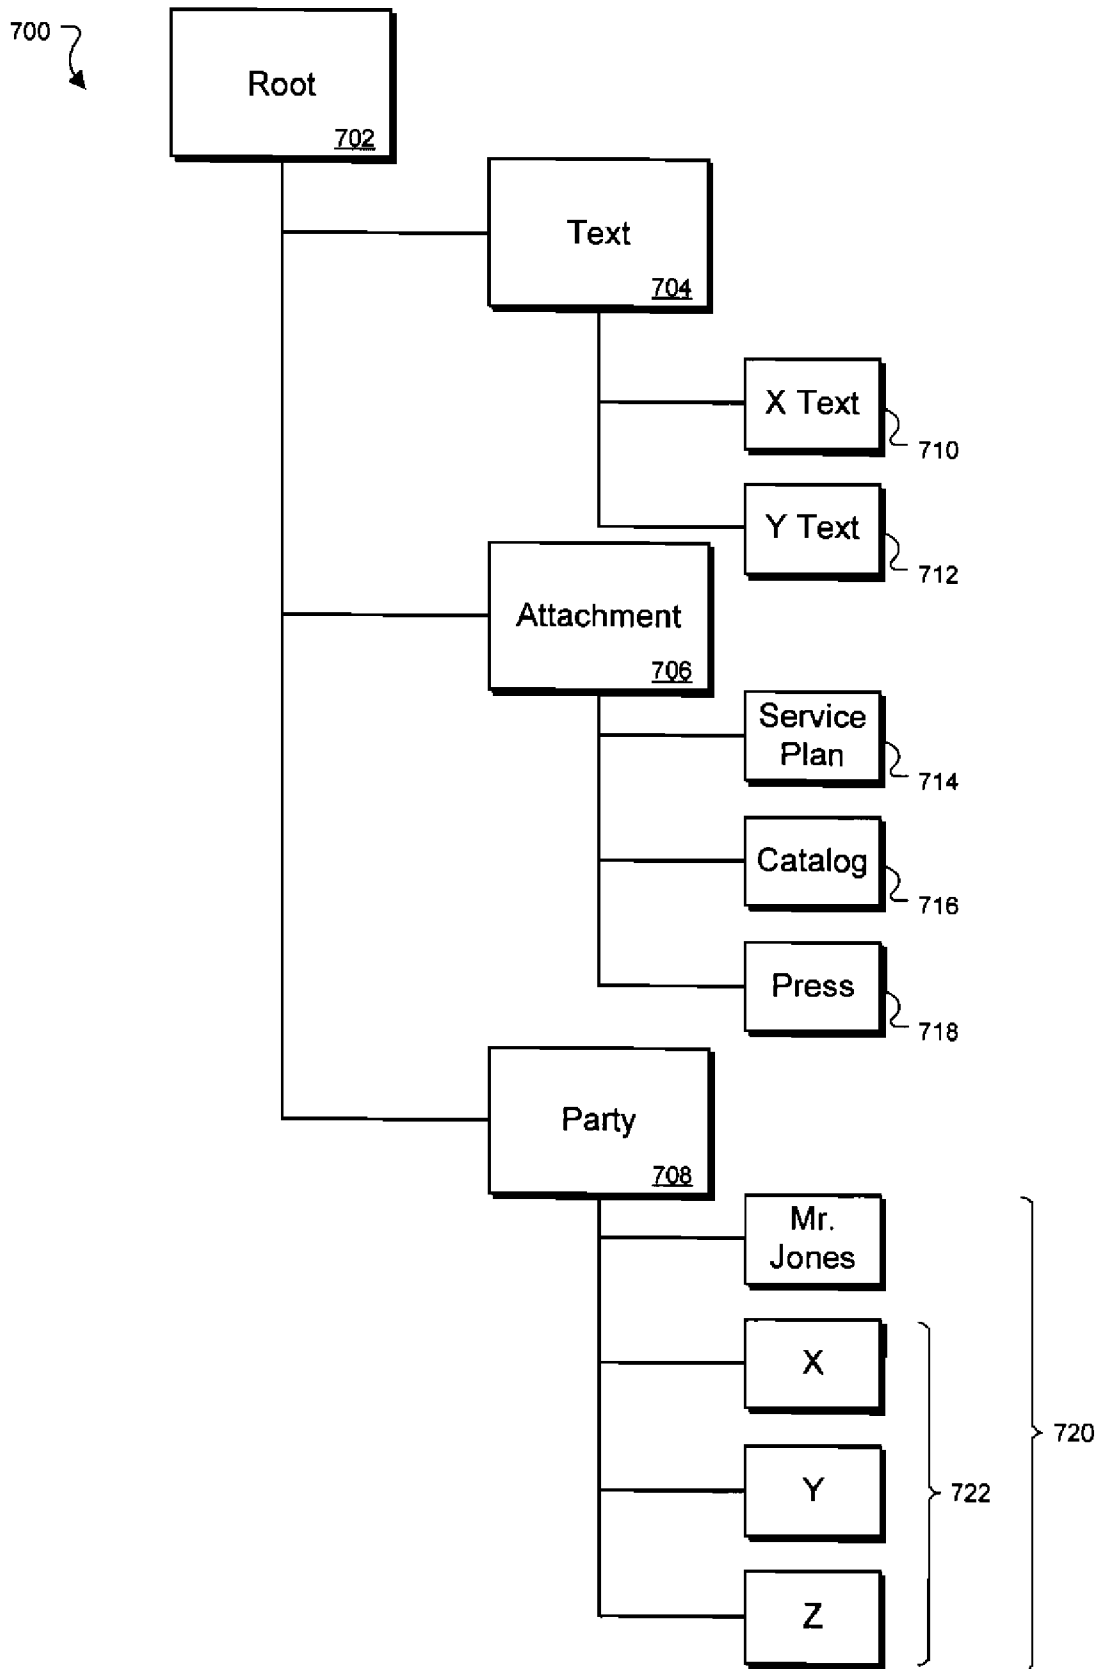 700
Root
702
Text
704
X Text
710
Y Text
712
Attachment
706
Service
Plan
714
Catalog
716
Press
718
Party
708
Mr.
Jones
X
Y
Z
722
720